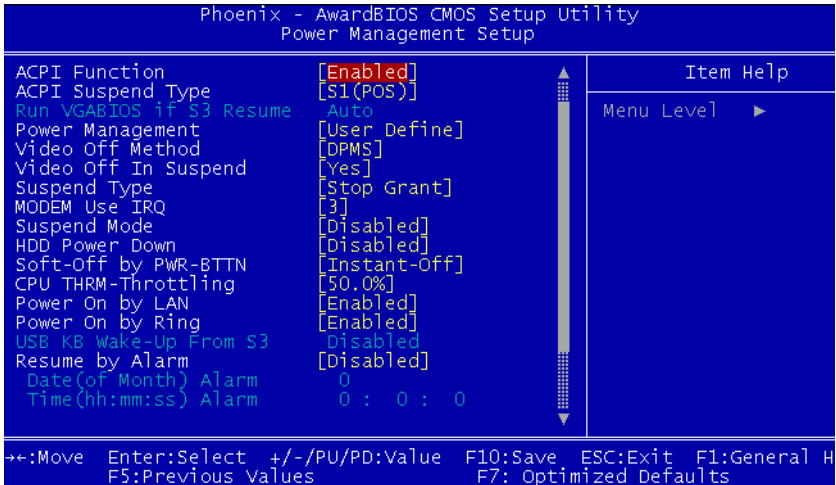 Phoenix - AwardBIOS CMOS Setup Utility
Power Management Setup
ACPI Function [Enabled]
ACPI Suspend Type [S1(POS)]
Run VGABIOS if S3 Resume Auto
Power Management [User Define]
Video Off Method [DPMS]
Video Off In Suspend [Yes]
Suspend Type [Stop Grant]
MODEM Use IRQ [3]
Suspend Mode [Disabled]
HDD Power Down [Disabled]
Soft-Off by PWR-BTTN [Instant-Off]
CPU THRM-Throttling [50.0%]
Power On by LAN [Enabled]
Power On by Ring [Enabled]
USB KB Wake-Up From S3 Disabled
Resume by Alarm [Disabled]
Date(of Month) Alarm 0
Time(hh:mm:ss) Alarm 0 : 0 : 0
Item Help
Menu Level ▶
→←:Move Enter:Select +/-/PU/PD:Value F10:Save ESC:Exit F1:General H
F5:Previous Values F7: Optimized Defaults